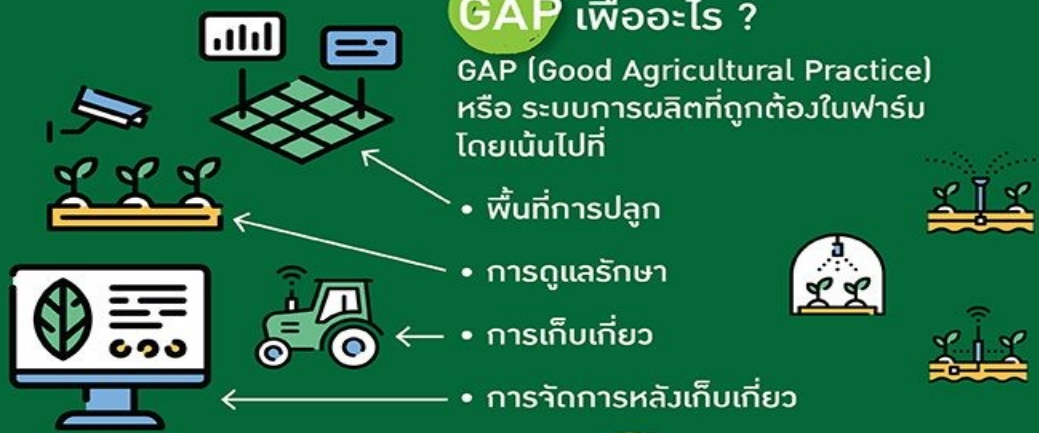 GAP เพื่ออะไร ?
GAP (Good Agricultural Practice)
หรือ ระบบการผลิตที่ถูกต้องในฟาร์ม
โดยเน้นไปที่
• พื้นที่การปลูก
• การดูแลรักษา
• การเก็บเกี่ยว
• การจัดการหลังเก็บเกี่ยว